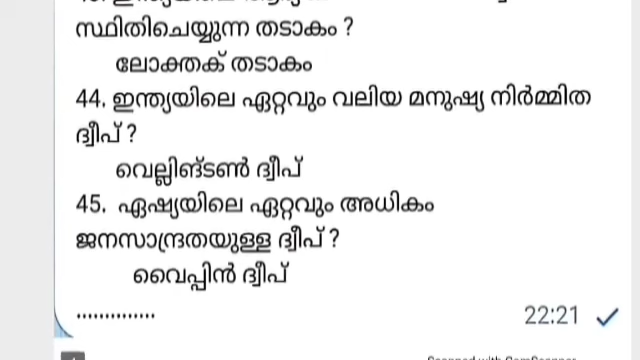 സ്ഥിതിചെയ്യുന്ന തടാകം ?
ലോക്തക് തടാകം
44. ഇന്ത്യയിലെ ഏറ്റവും വലിയ മനുഷ്യ നിർമ്മിത
ദ്വീപ് ?
വെല്ലിങ്ടൺ ദ്വീപ്
45. ഏഷ്യയിലെ ഏറ്റവും അധികം
ജനസാന്ദ്രതയുള്ള ദ്വീപ് ?
വൈപ്പിൻ ദ്വീപ്
..............
22:21